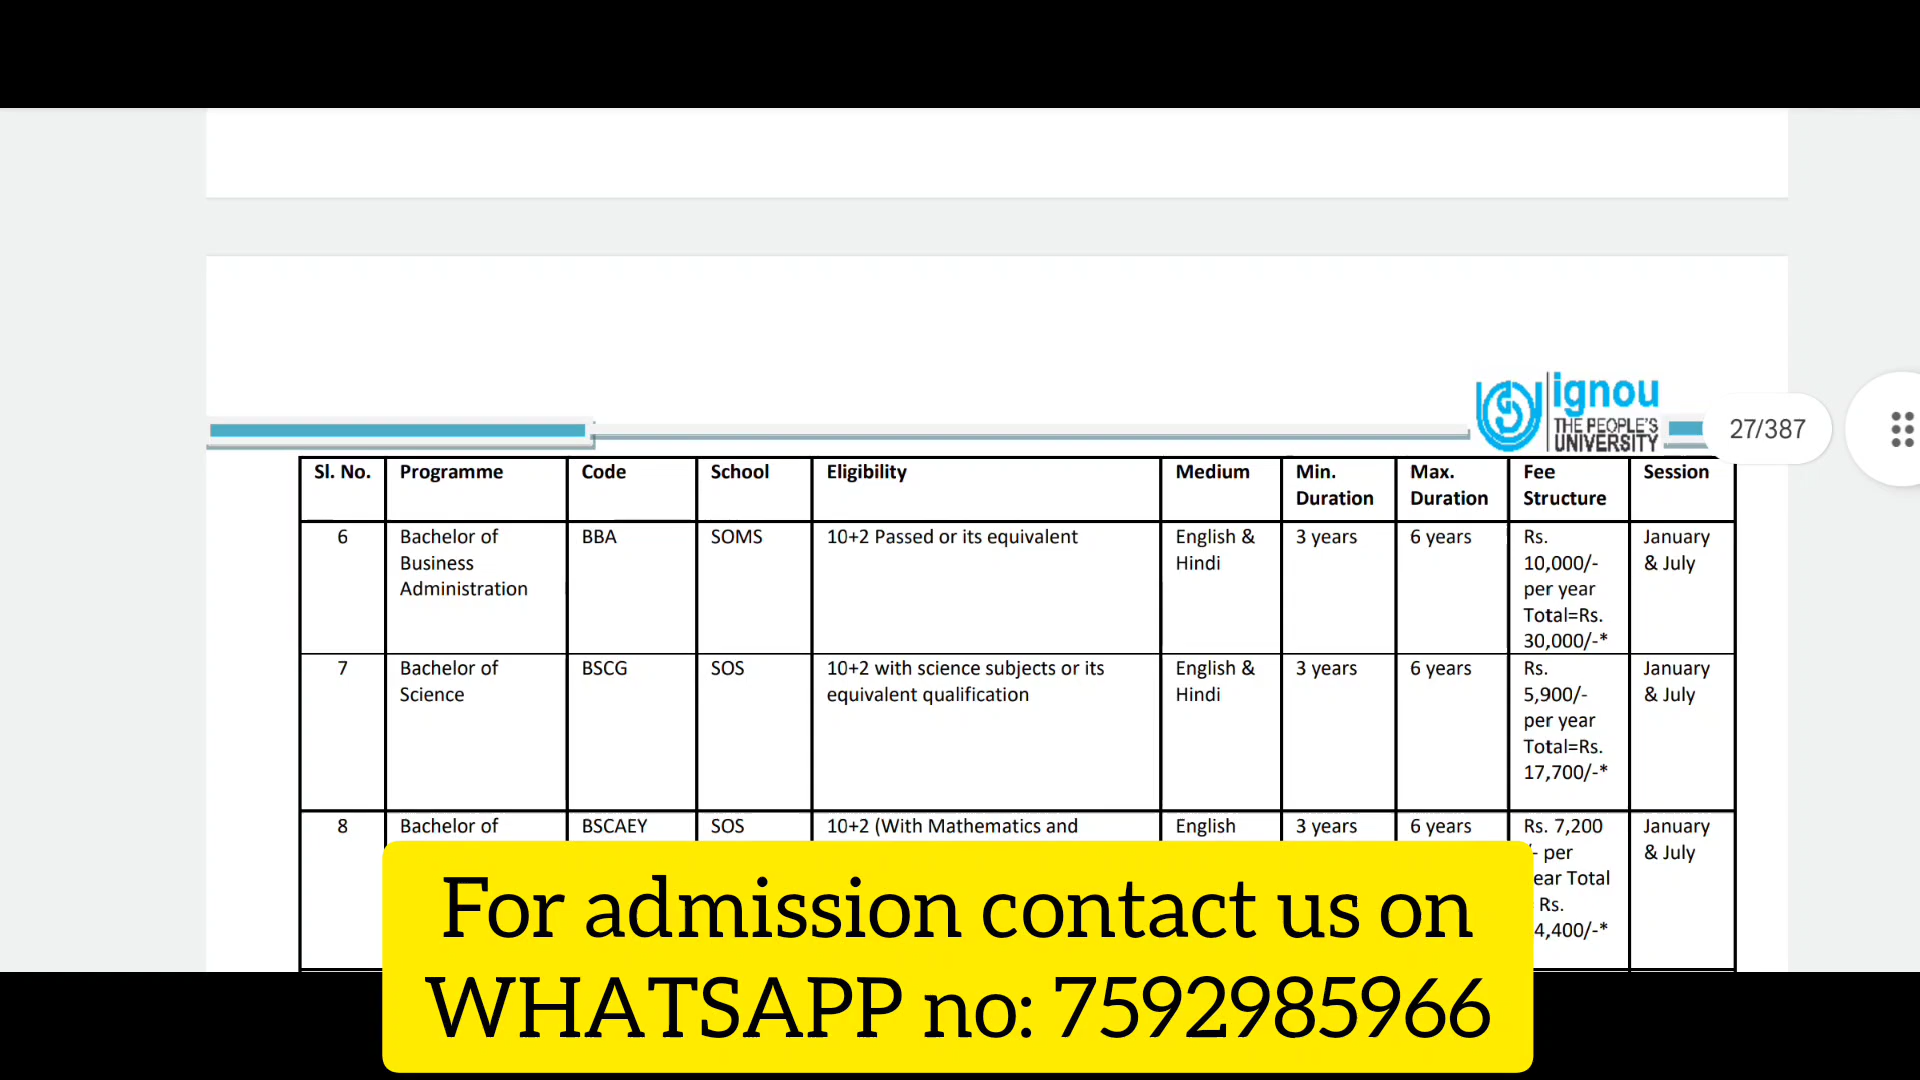 ignou
THE PEOPLE'S
UNIVERSITY
27/387
Sl. No. Programme Code School Eligibility Medium Min. Duration Max. Duration Fee Structure Session
6 Bachelor of Business Administration BBA SOMS 10+2 Passed or its equivalent English & Hindi 3 years 6 years Rs. 10,000/- per year Total=Rs. 30,000/-* January & July
7 Bachelor of Science BSCG SOS 10+2 with science subjects or its equivalent qualification English & Hindi 3 years 6 years Rs. 5,900/- per year Total=Rs. 17,700/-* January & July
8 Bachelor of BSCAEY SOS 10+2 (With Mathematics and English 3 years 6 years Rs. 7,200 per Total Rs. 4,400/-* January & July
For admission contact us on
WHATSAPP no: 7592985966